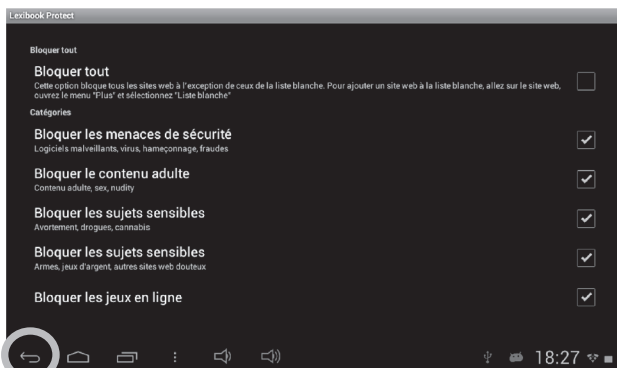 Lexibook Protect
Bloquer tout
Bloquer tout
Cette option bloque tous les sites web à l'exception de ceux de la liste blanche. Pour ajouter un site web à la liste blanche, allez sur le site web,
ouvrez le menu "Plus" et sélectionnez "Liste blanche"
Catégories
Bloquer les menaces de sécurité
Logiciels malveillants, virus, hameçonnage, fraudes
Bloquer le contenu adulte
Contenu adulte, sex, nudity
Bloquer les sujets sensibles
Avortement, drogues, cannabis
Bloquer les sujets sensibles
Armes, jeux d'argent, autres sites web douteux
Bloquer les jeux en ligne
18:27